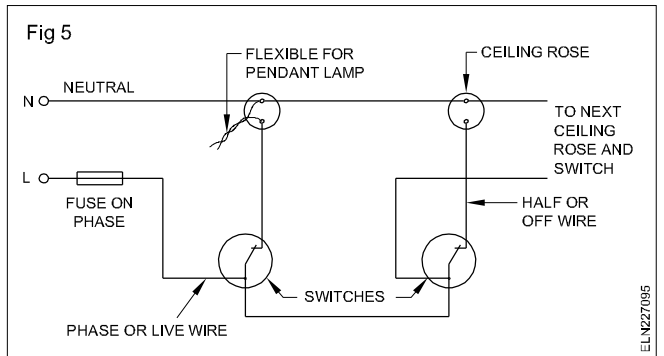 Fig 5
FLEXIBLE FOR
PENDANT LAMP
CEILING ROSE
N
NEUTRAL
TO NEXT
CEILING
ROSE AND
SWITCH
L
FUSE ON
PHASE
HALF OR
OFF WIRE
SWITCHES
PHASE OR LIVE WIRE
ELN227095